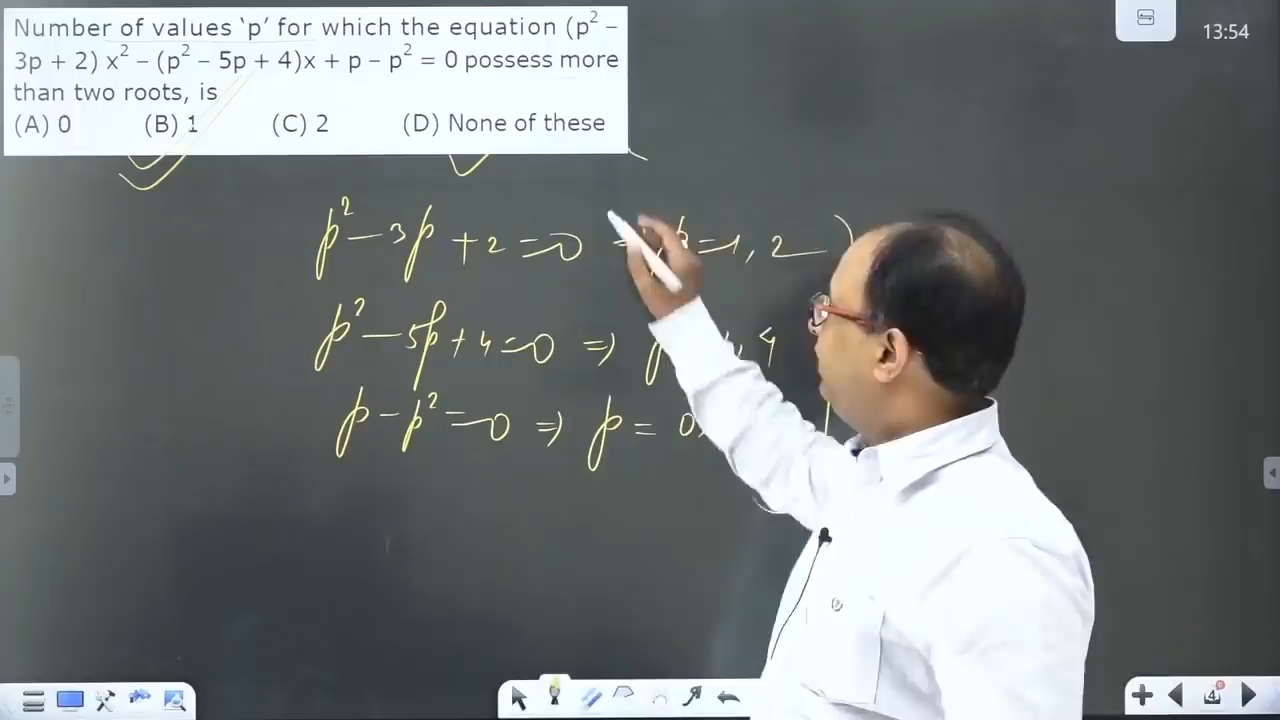 Number of values ‘p’ for which the equation (p² –
3p + 2) x² – (p² – 5p + 4)x + p – p² = 0 possess more
than two roots, is
(A) 0 (B) 1 (C) 2 (D) None of these
13:54
p² – 3p + 2 = 0 ⇒ p = 1, 2
p² – 5p + 4 = 0 ⇒ p , 4
p – p² = 0 ⇒ p = 0,
4